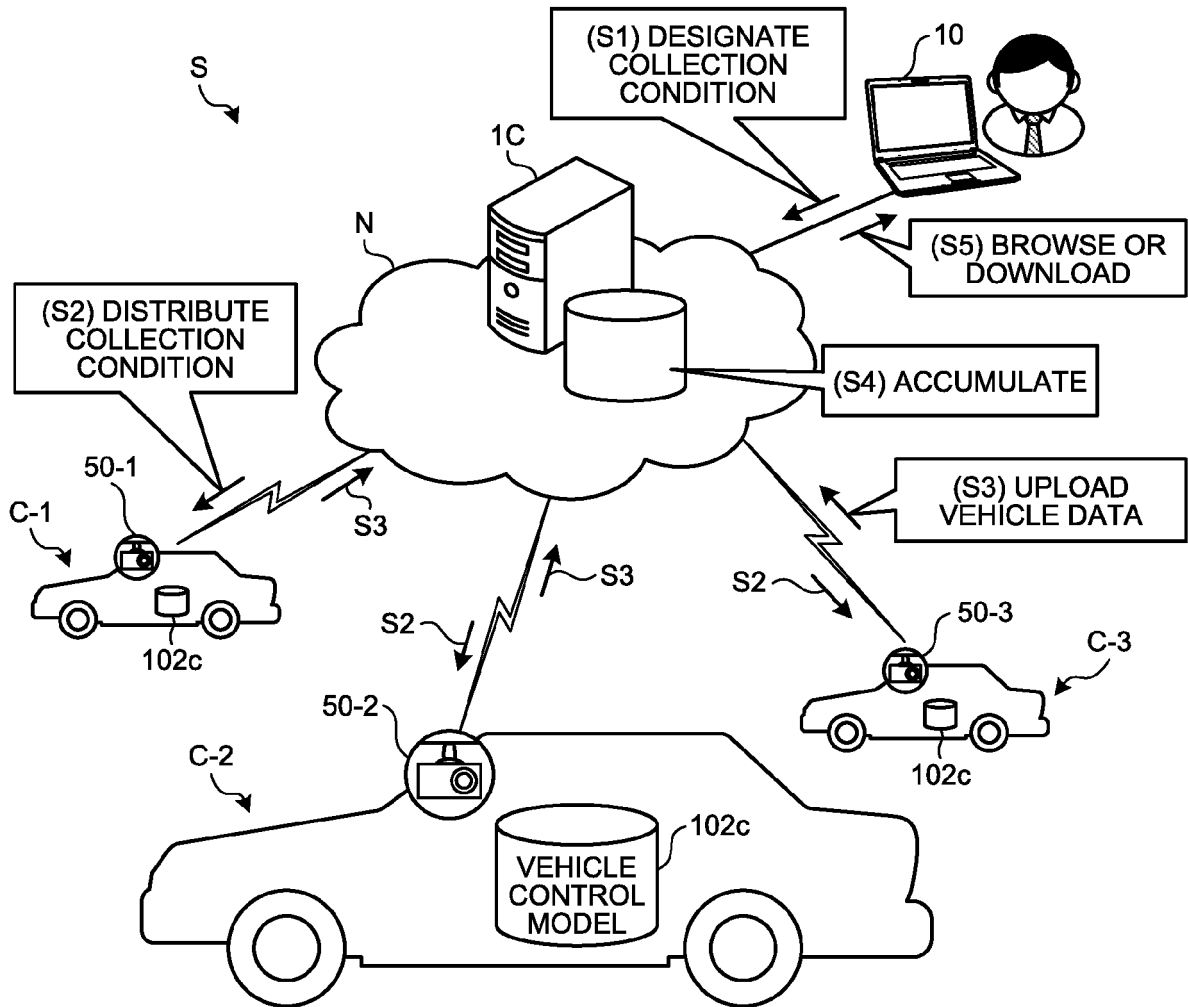 (S1) DESIGNATE
COLLECTION
CONDITION
10
S
1C
N
(S5) BROWSE OR
DOWNLOAD
(S2) DISTRIBUTE
COLLECTION
CONDITION
(S4) ACCUMULATE
50-1
S3
(S3) UPLOAD
VEHICLE DATA
C-1
S3
S2
S2
50-3
C-3
102c
50-2
102c
C-2
102c
VEHICLE
CONTROL
MODEL